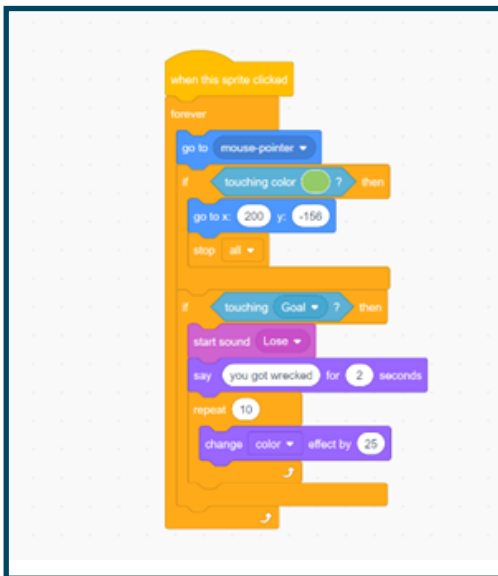 when this sprite clicked
forever
go to mouse-pointer
if touching color ? then
go to x: 200 y: -156
stop all
if touching Goal ? then
start sound Lose
say you got wrecked for 2 seconds
repeat 10
change color effect by 25